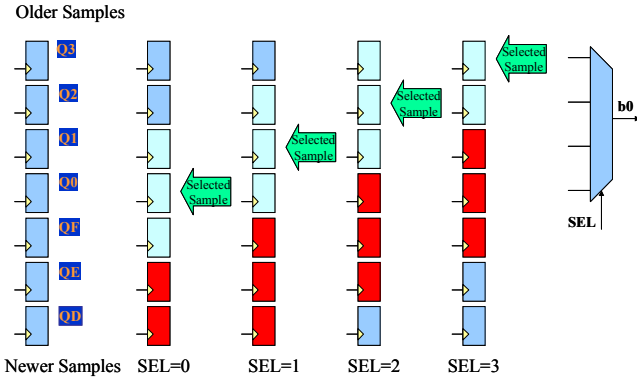 Older Samples
Q3
Selected
Sample
Q2
Selected
Sample
b0
Q1
Selected
Sample
Q0
Selected
Sample
QF
SEL
QE
QD
Newer Samples SEL=0 SEL=1 SEL=2 SEL=3